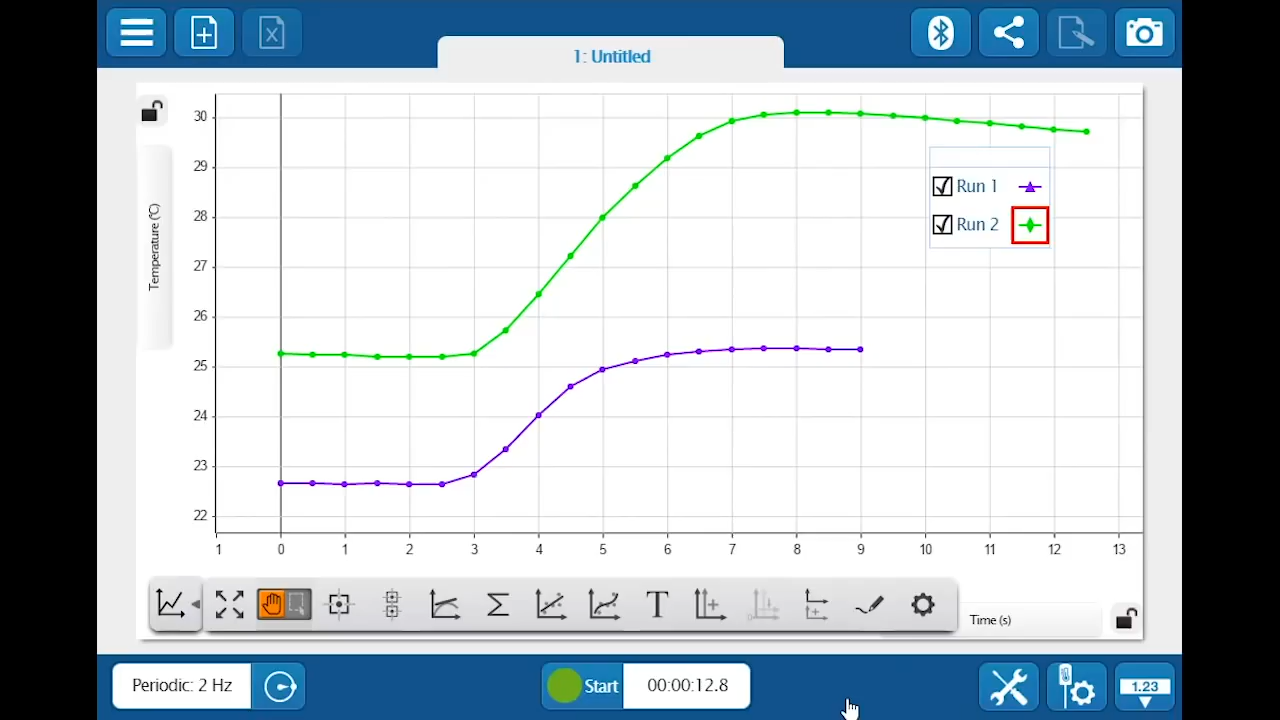 1: Untitled
30
29
28
27
26
25
24
23
22
Temperature (°C)
Run 1
Run 2
1 0 1 2 3 4 5 6 7 8 9 10 11 12 13
T
Time (s)
Periodic: 2 Hz
Start
00:00:12.8
1.23